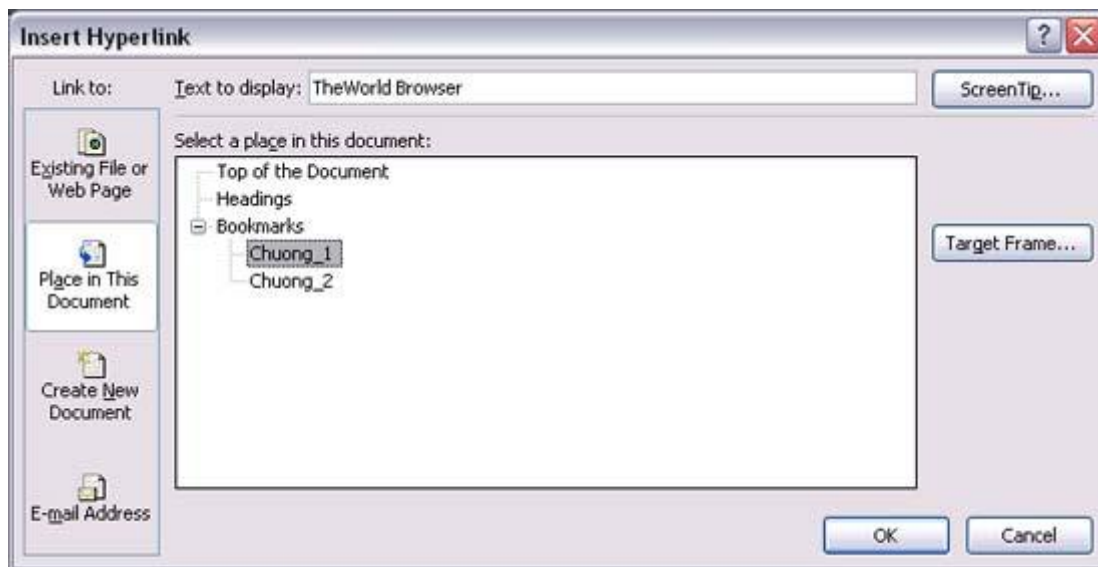 Insert Hyperlink
Link to:
Text to display: TheWorld Browser
ScreenTip...
Select a place in this document:
Existing File or
Web Page
Place in This
Document
Create New
Document
E-mail Address
Top of the Document
Headings
Bookmarks
Chuong_1
Chuong_2
Target Frame...
OK
Cancel